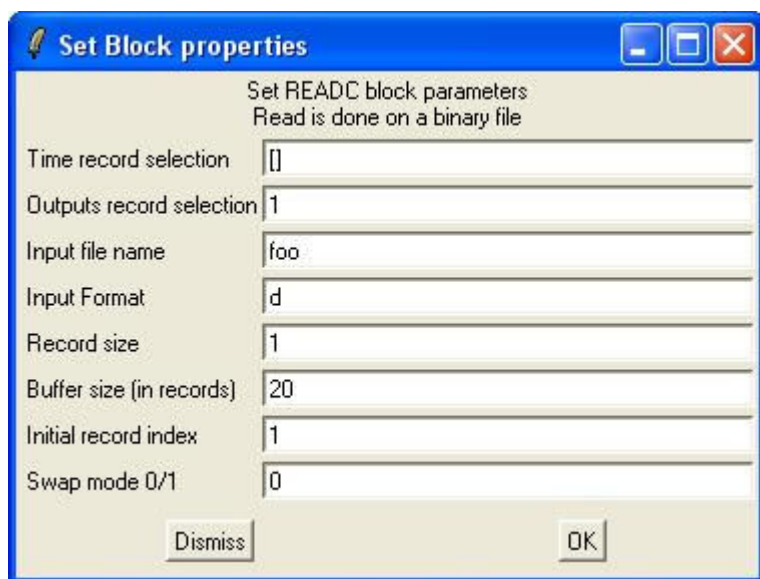 Set Block properties
Set READC block parameters
Read is done on a binary file
Time record selection []
Outputs record selection 1
Input file name foo
Input Format d
Record size 1
Buffer size (in records) 20
Initial record index 1
Swap mode 0/1 0
Dismiss OK